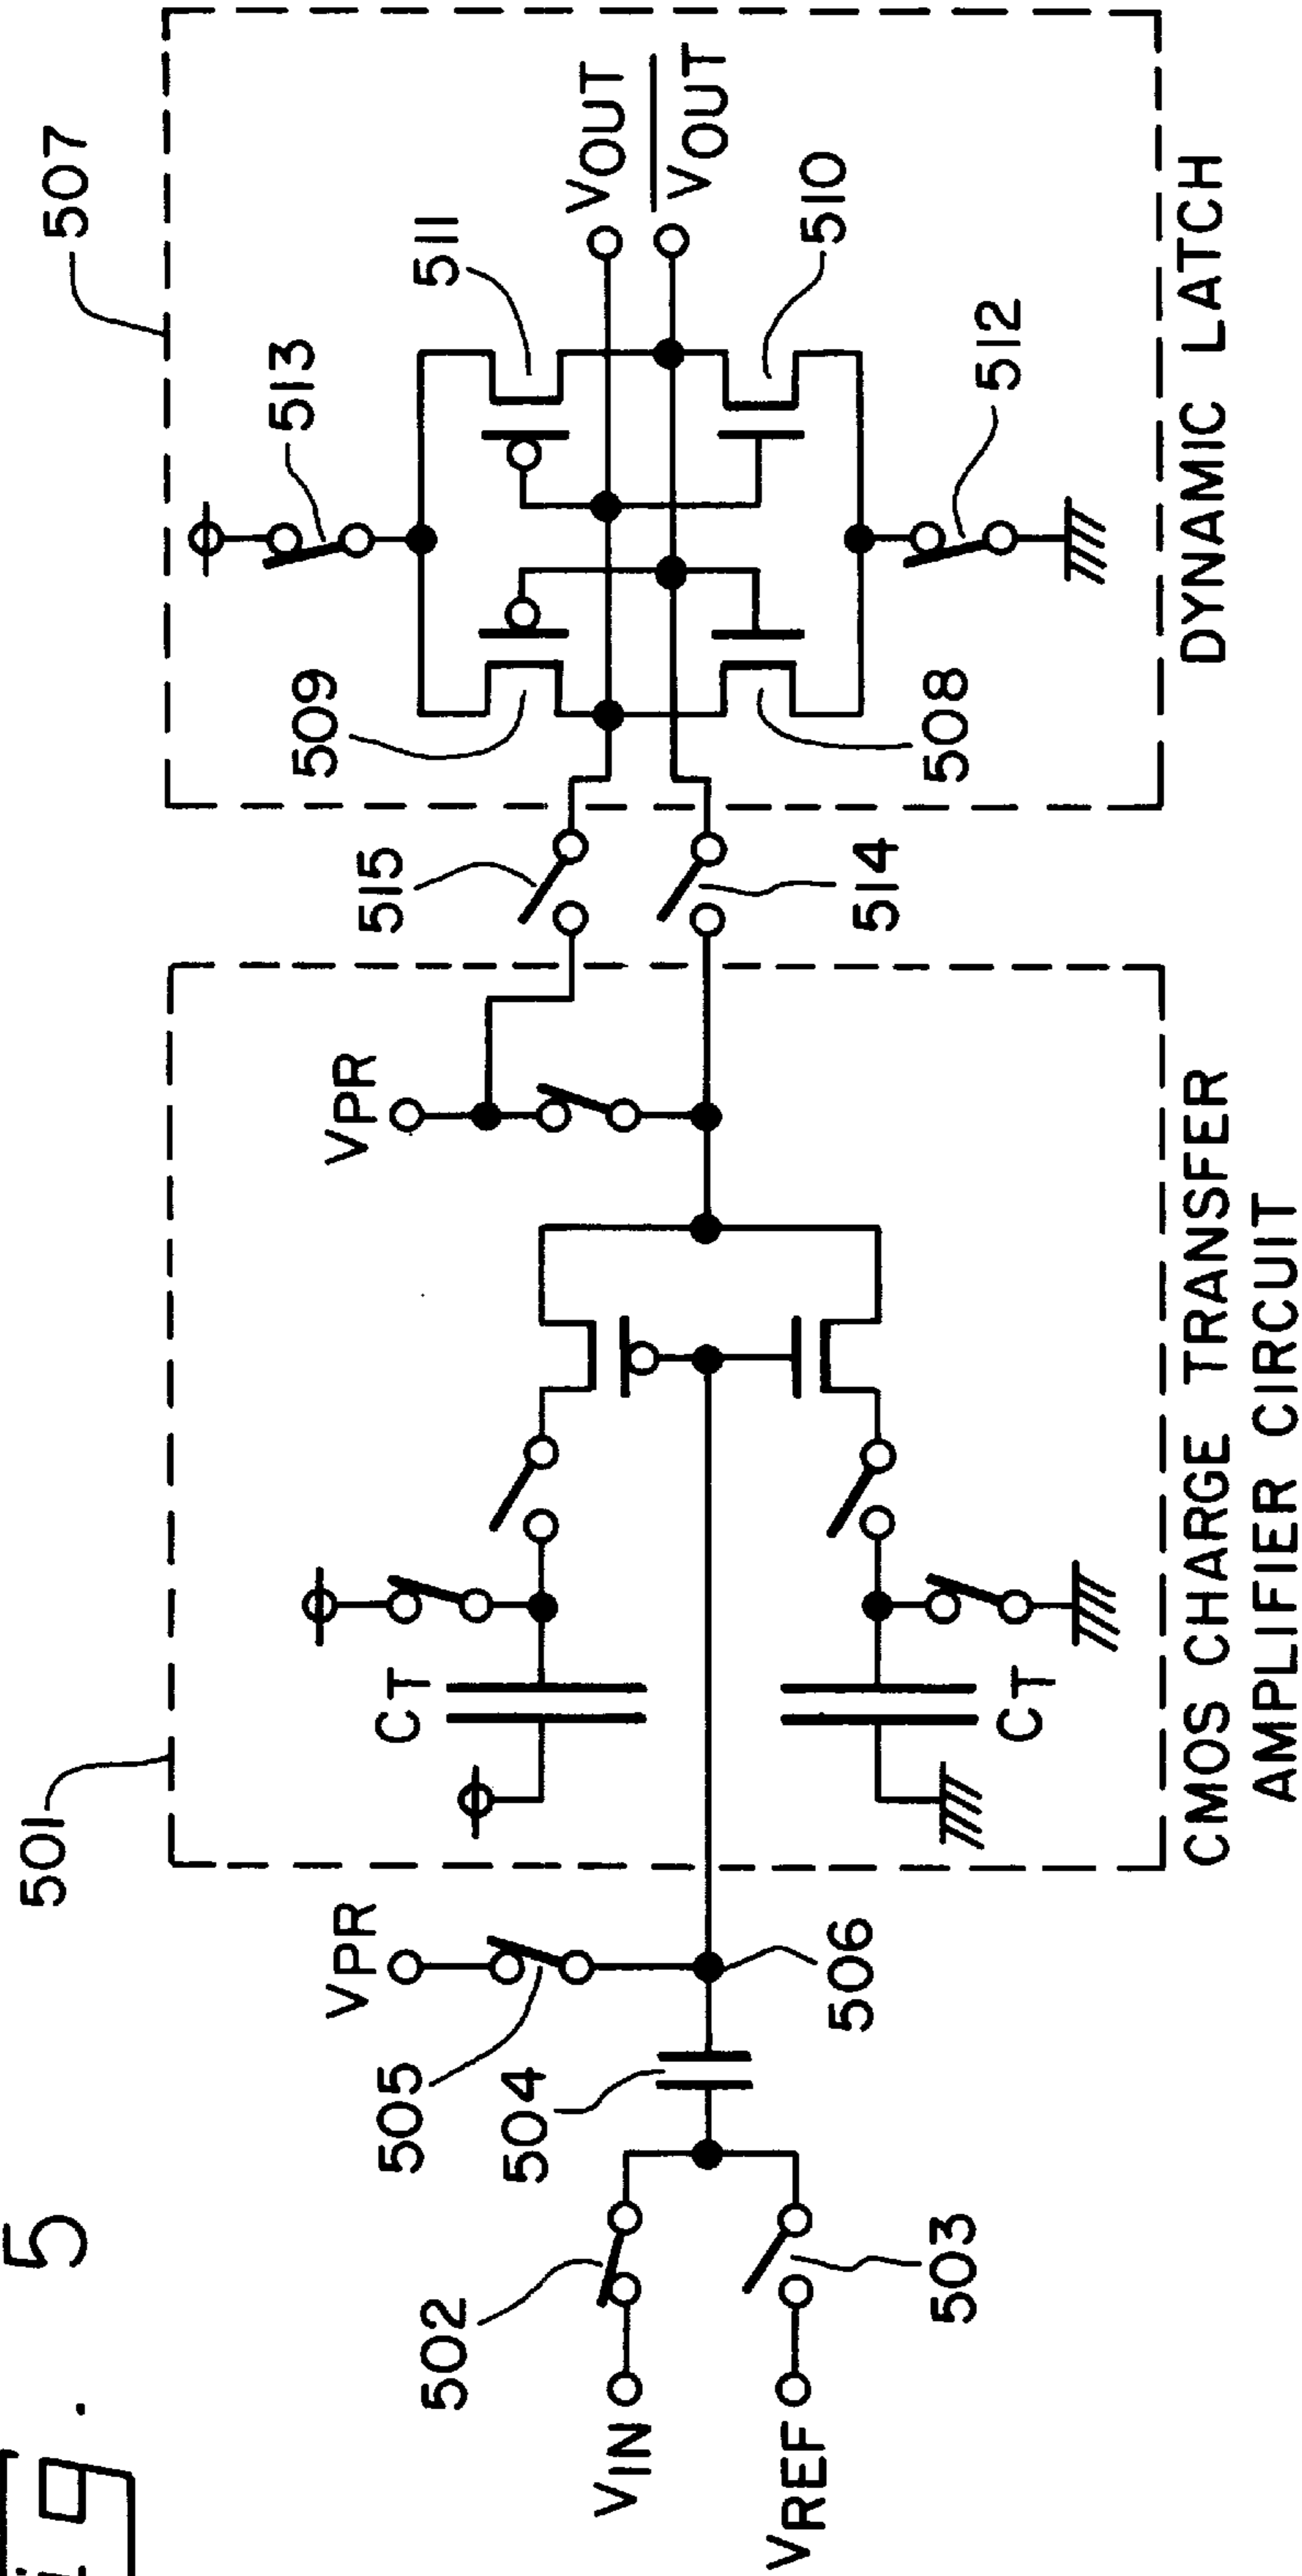 5
501
507
VPR
VPR
CT
CT
502
503
504
505
506
VIN
VREF
515
514
513
511
509
508
510
512
VOUT
VOUT
CMOS CHARGE TRANSFER
AMPLIFIER CIRCUIT
DYNAMIC LATCH